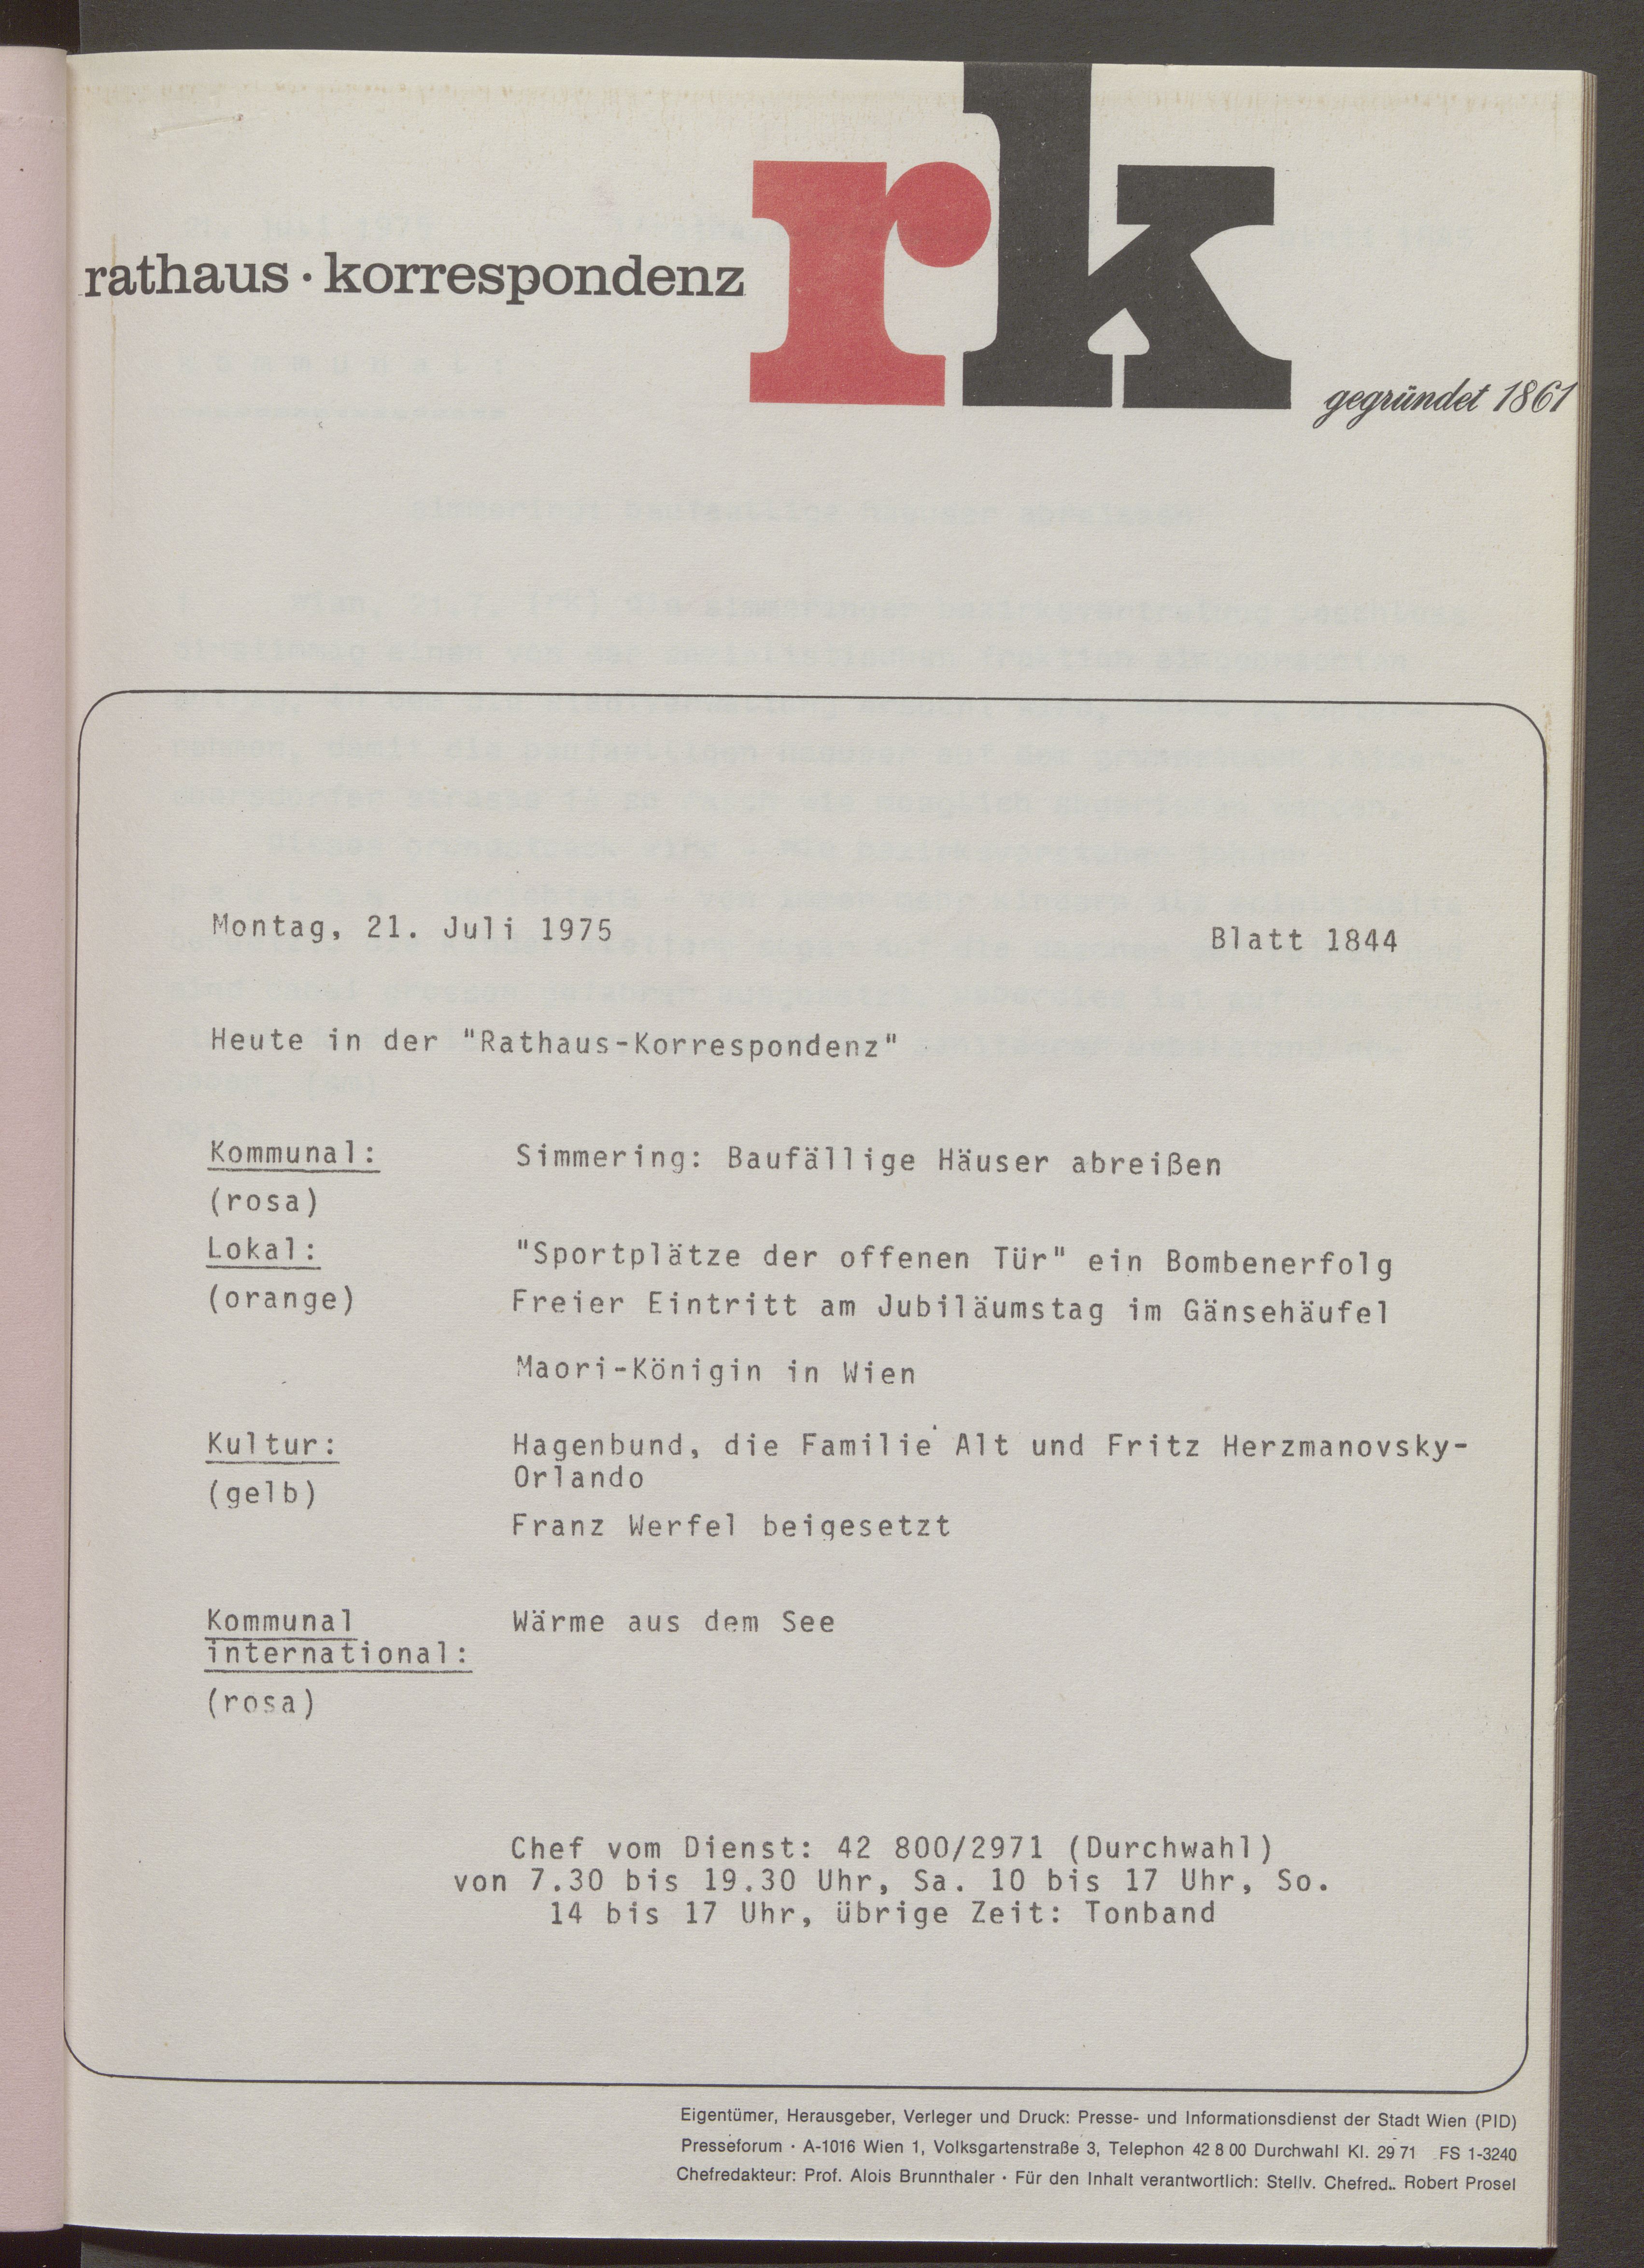 rk
rathaus · korrespondenz
gegründet 1861
Montag, 21. Juli 1975 Blatt 1844
Heute in der "Rathaus-Korrespondenz"
Kommunal: Simmering: Baufällige Häuser abreißen
(rosa)
Lokal: "Sportplätze der offenen Tür" ein Bombenerfolg
(orange) Freier Eintritt am Jubiläumstag im Gänsehäufel
Maori-Königin in Wien
Kultur: Hagenbund, die Familie Alt und Fritz Herzmanovsky-
Orlando
(gelb)
Franz Werfel beigesetzt
Kommunal Wärme aus dem See
international:
(rosa)
Chef vom Dienst: 42 800/2971 (Durchwahl)
von 7.30 bis 19.30 Uhr, Sa. 10 bis 17 Uhr, So.
14 bis 17 Uhr, übrige Zeit: Tonband
Eigentümer, Herausgeber, Verleger und Druck: Presse- und Informationsdienst der Stadt Wien (PID)
Presseforum · A-1016 Wien 1, Volksgartenstraße 3, Telephon 42 8 00 Durchwahl Kl. 29 71 FS 1-3240
Chefredakteur: Prof. Alois Brunnthaler · Für den Inhalt verantwortlich: Stellv. Chefred.. Robert Prosel